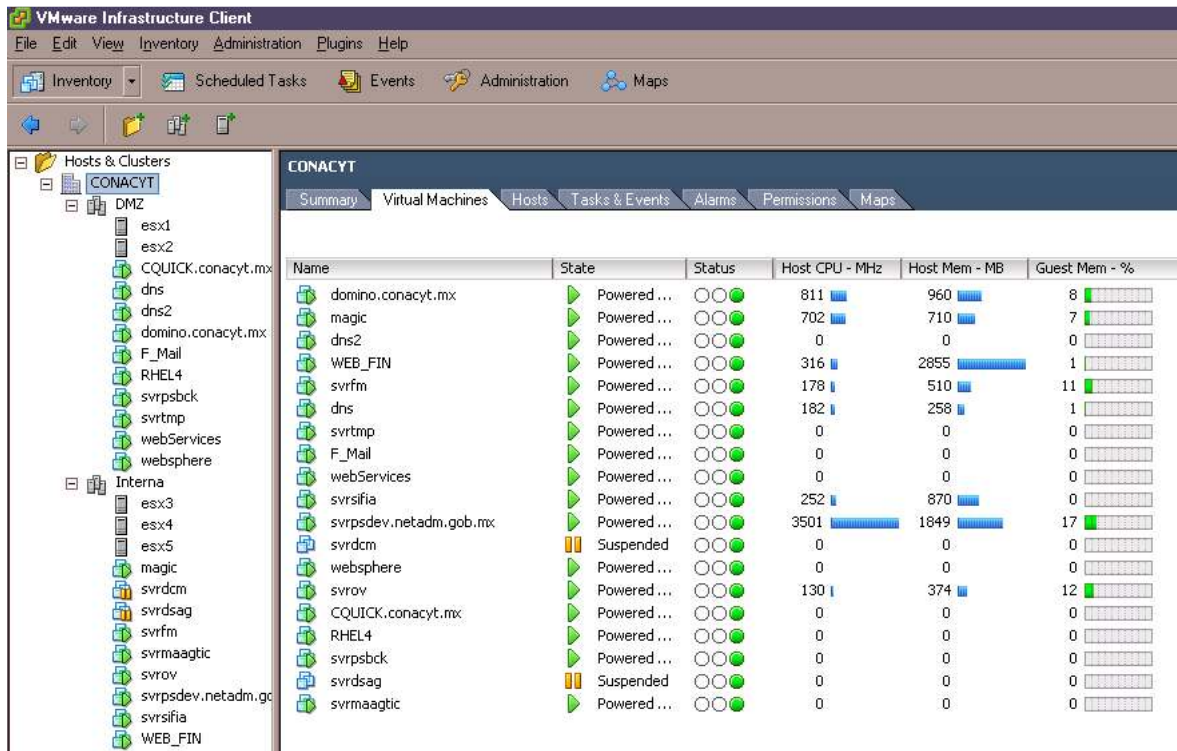 VMware Infrastructure Client
File Edit View Inventory Administration Plugins Help
Inventory Scheduled Tasks Events Administration Maps
Hosts & Clusters
CONACYT
DMZ
esx1
esx2
CQUICK.conacyt.mx
dns
dns2
domino.conacyt.mx
F_Mail
RHEL4
svrpsbck
svrtmp
webServices
websphere
Interna
esx3
esx4
esx5
magic
svrdcm
svrdsag
svrfm
svrmaagtic
svrov
svrpsdev.netadm.go
svrsifia
WEB_FIN
CONACYT
Summary Virtual Machines Hosts Tasks & Events Alarms Permissions Maps
Name State Status Host CPU - MHz Host Mem - MB Guest Mem - %
domino.conacyt.mx Powered ... 811 960 8
magic Powered ... 702 710 7
dns2 Powered ... 0 0 0
WEB_FIN Powered ... 316 2855 1
svrfm Powered ... 178 510 11
dns Powered ... 182 258 1
svrtmp Powered ... 0 0 0
F_Mail Powered ... 0 0 0
webServices Powered ... 0 0 0
svrsifia Powered ... 252 870 0
svrpsdev.netadm.gob.mx Powered ... 3501 1849 17
svrdcm Suspended 0 0 0
websphere Powered ... 0 0 0
svrov Powered ... 130 374 12
CQUICK.conacyt.mx Powered ... 0 0 0
RHEL4 Powered ... 0 0 0
svrpsbck Powered ... 0 0 0
svrdsag Suspended 0 0 0
svrmaagtic Powered ... 0 0 0